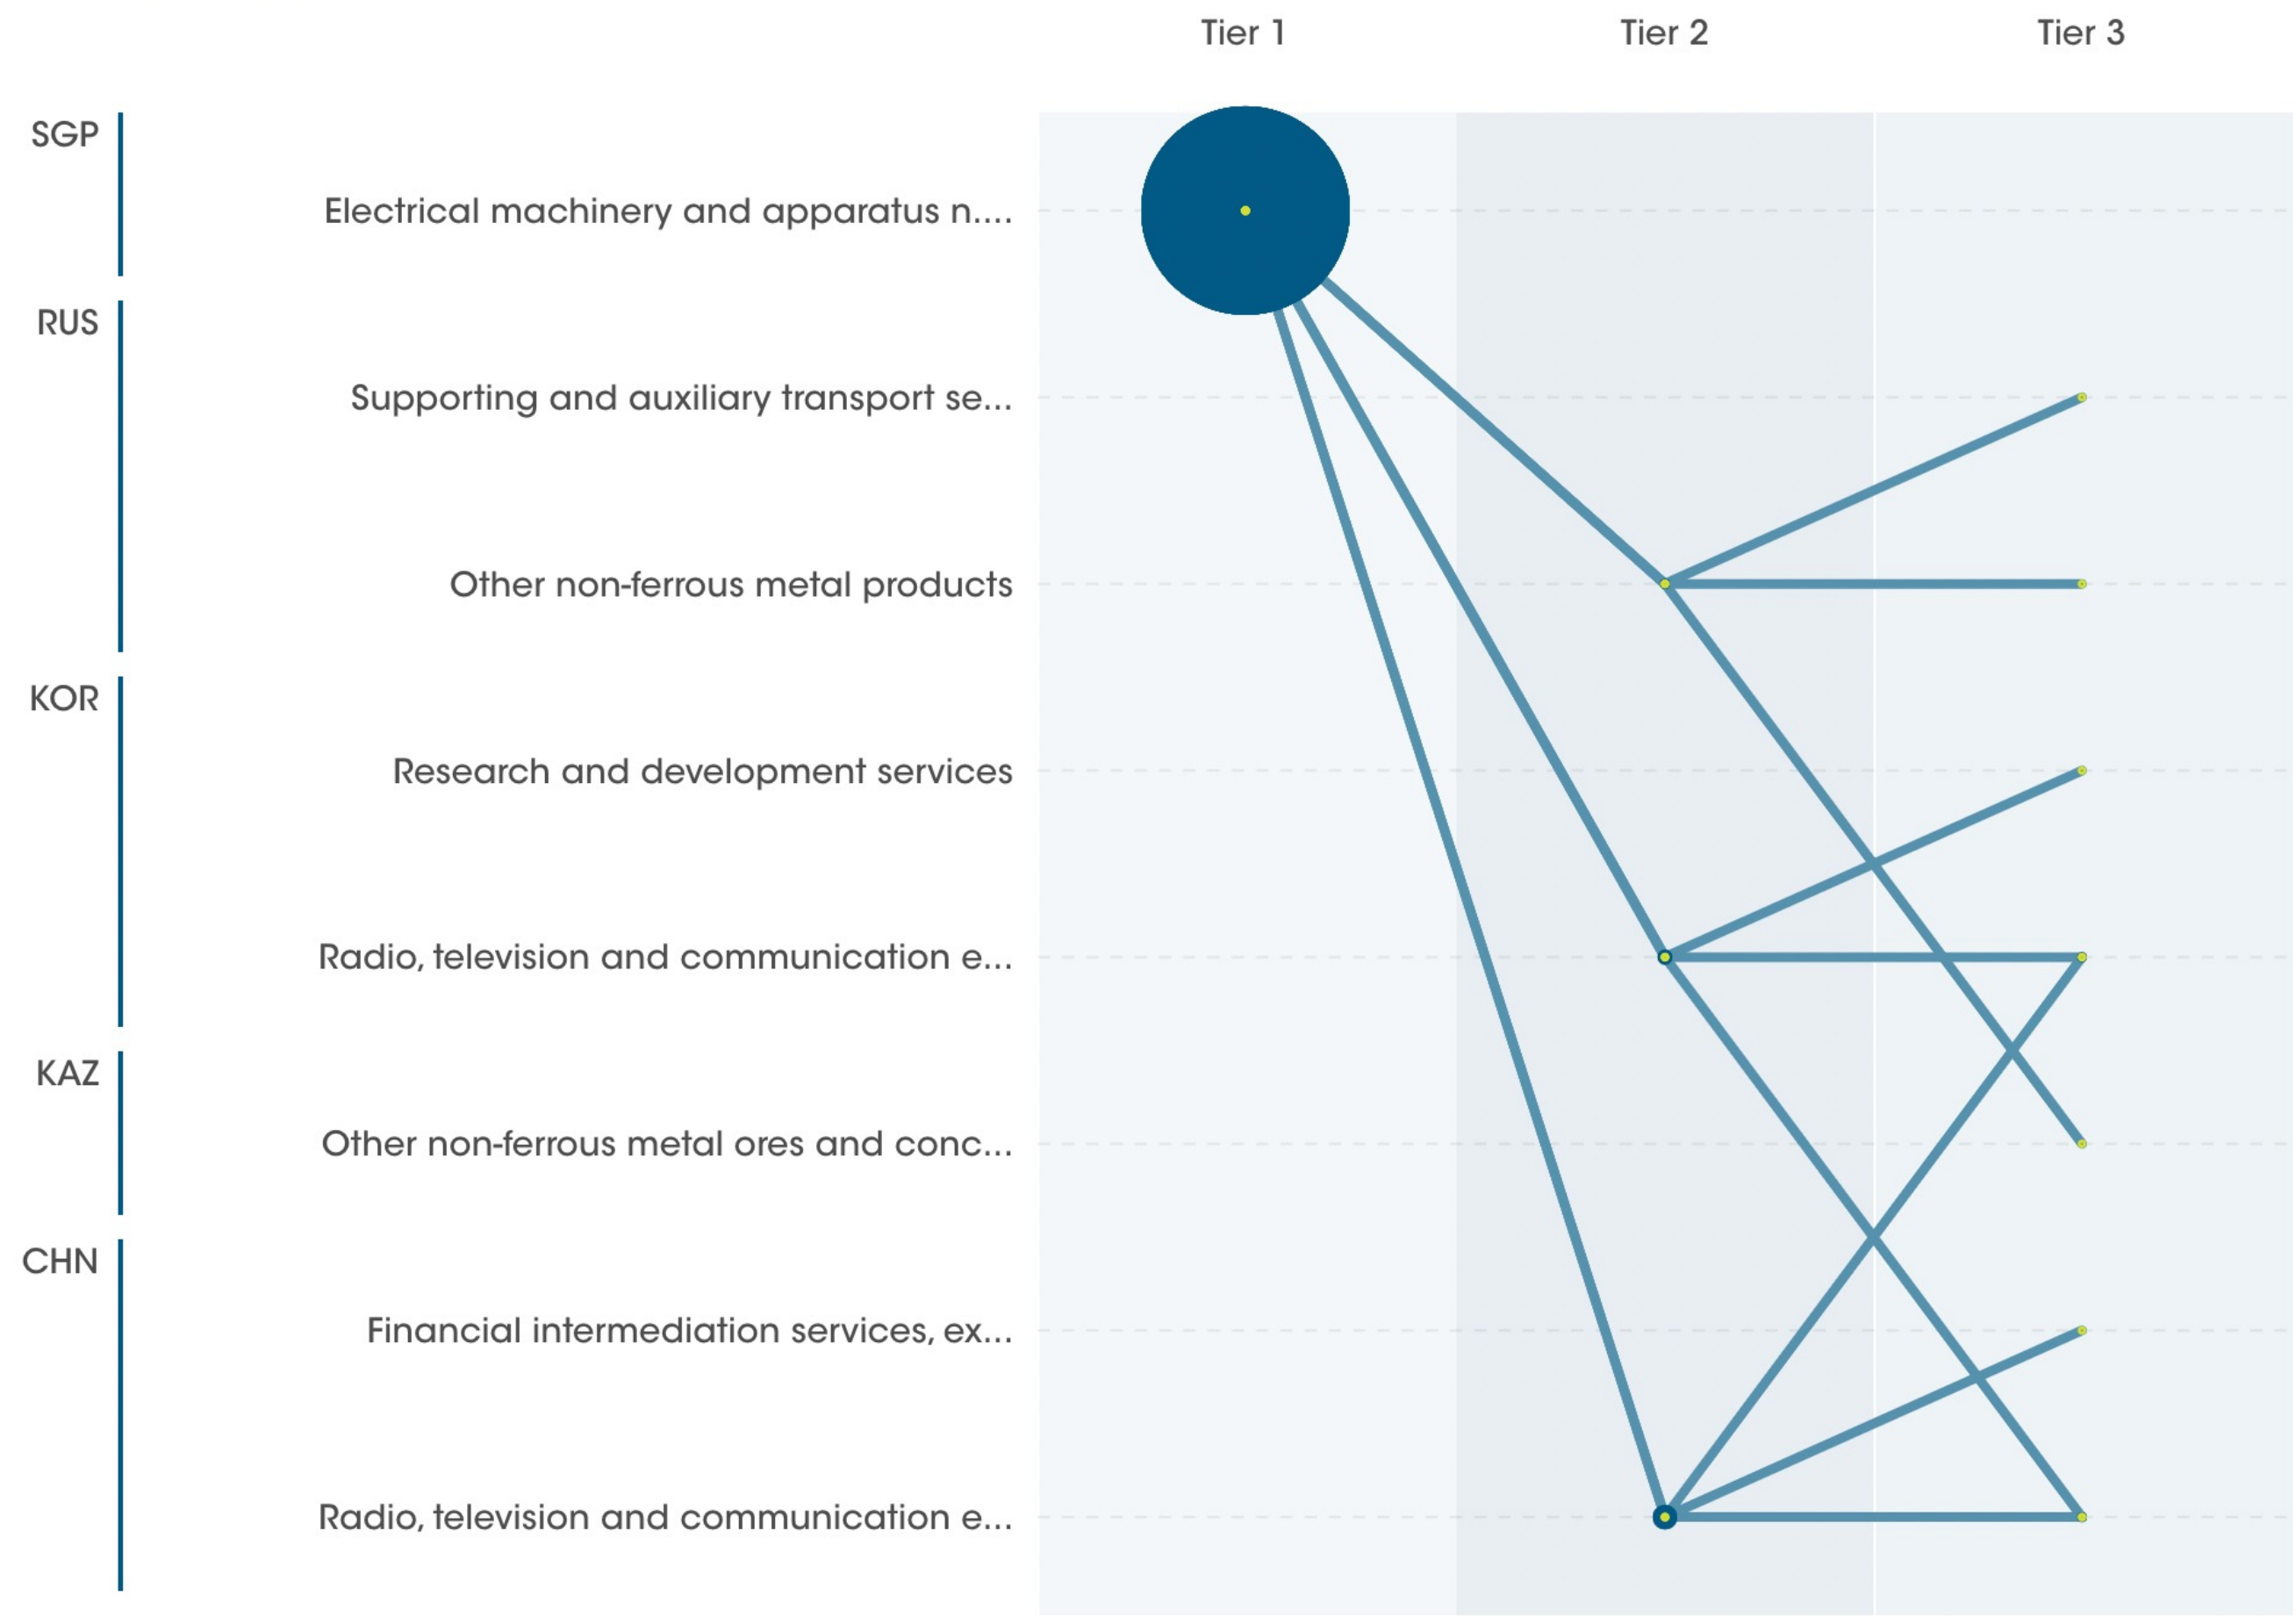 Tier 1 Tier 2 Tier 3
SGP
Electrical machinery and apparatus n....
RUS
Supporting and auxiliary transport se...
Other non-ferrous metal products
KOR
Research and development services
Radio, television and communication e...
KAZ
Other non-ferrous metal ores and conc...
CHN
Financial intermediation services, ex...
Radio, television and communication e...